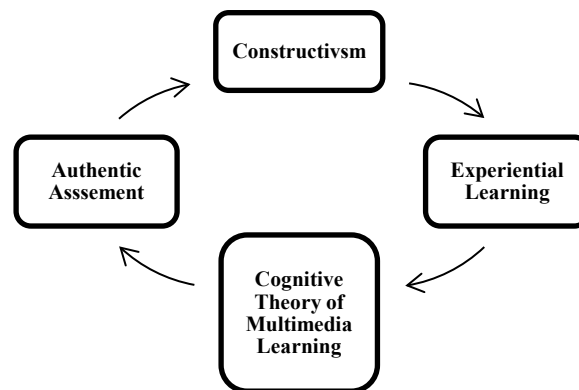 Constructivsm
Experiential
Learning
Cognitive
Theory of
Multimedia
Learning
Authentic
Asssement